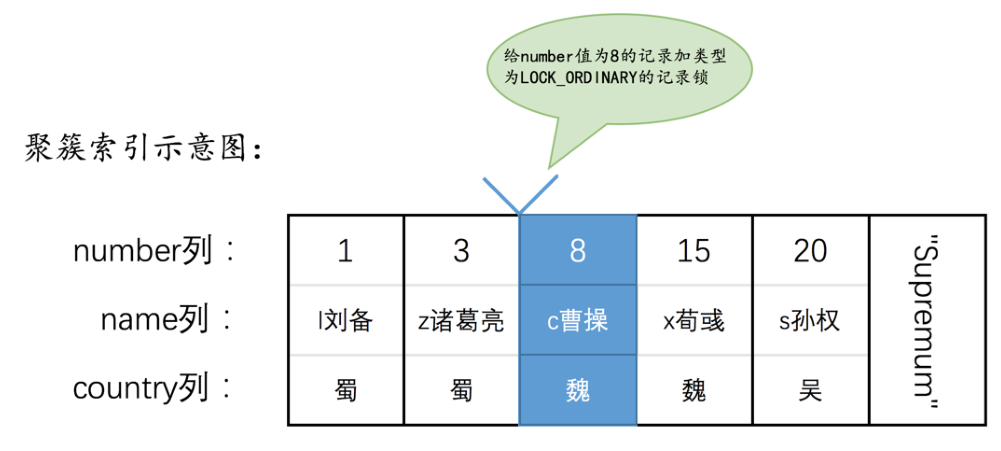 给number值为8的记录加类型
为LOCK_ORDINARY的记录锁
聚簇索引示意图：
number列： 1 3 8 15 20 "Supremum"
name列： l刘备 z诸葛亮 c曹操 x荀彧 s孙权
country列： 蜀 蜀 魏 魏 吴